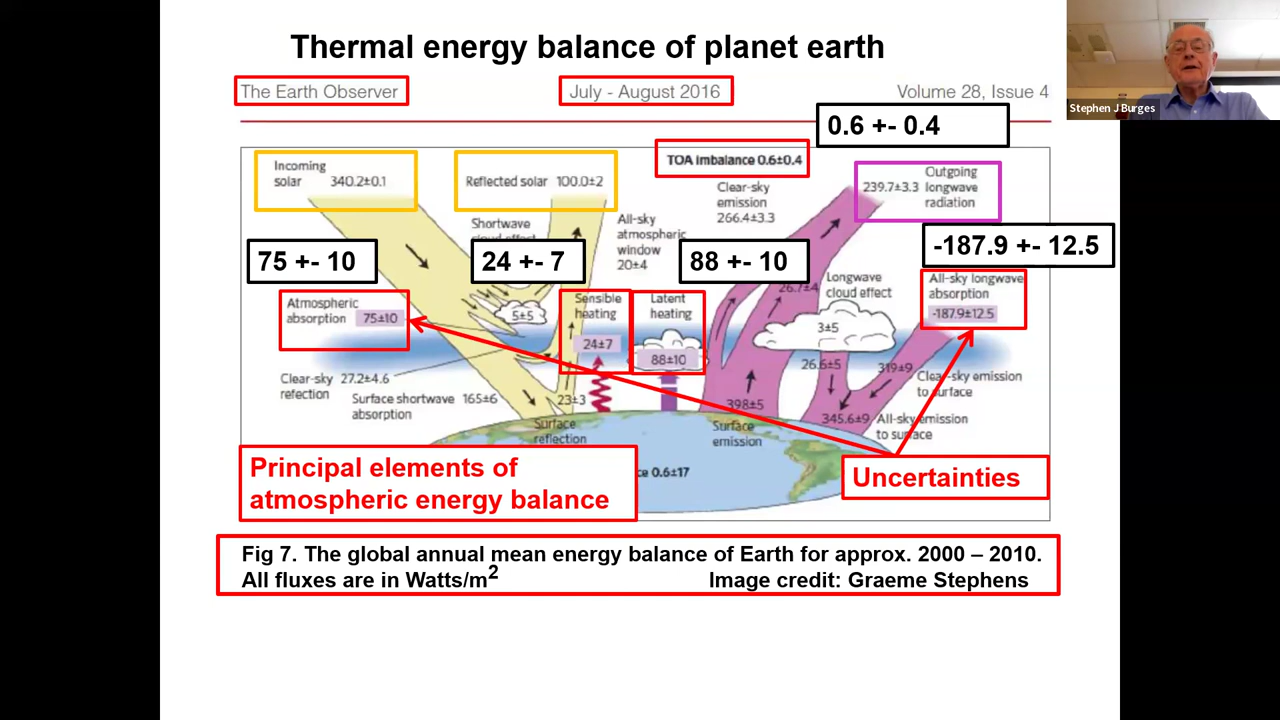 Thermal energy balance of planet earth
Stephen J Burges
The Earth Observer
July - August 2016
Volume 28, Issue 4
0.6 +- 0.4
Incoming
solar 340.2±0.1
Reflected solar 100.0±2
TOA imbalance 0.6±0.4
Clear-sky
emission
266.4±3.3
239.7±3.3
Outgoing
longwave
radiation
Shortwave
cloud effect
All-sky
atmospheric
window
20±4
75 +- 10
24 +- 7
88 +- 10
-187.9 +- 12.5
Atmospheric
absorption 75±10
5±5
Sensible
heating
24±7
Latent
heating
88±10
26.7±4
Longwave
cloud effect
3±5
All-sky longwave
absorption
-187.9±12.5
Clear-sky
refection 27.2±4.6
Surface shortwave
absorption 165±6
23±3
Surface
reflection
398±5
Surface
emission
26.6±5
319±9
Clear-sky emission
to surface
345.6±9
All-sky emission
to surface
ce 0.6±17
Principal elements of
atmospheric energy balance
Uncertainties
Fig 7. The global annual mean energy balance of Earth for approx. 2000 – 2010.
All fluxes are in Watts/m2 Image credit: Graeme Stephens